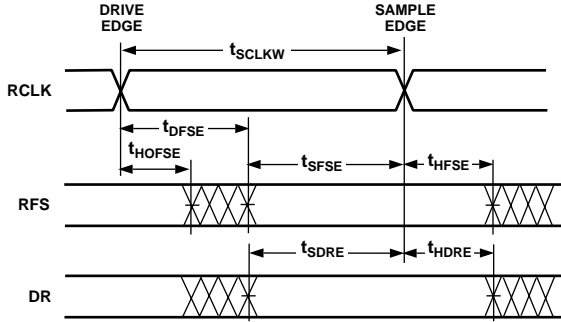 DRIVE EDGE
SAMPLE EDGE
tSCLKW
RCLK
tDFSE
tHOFSE
tSFSE
tHFSE
RFS
tSDRE
tHDRE
DR